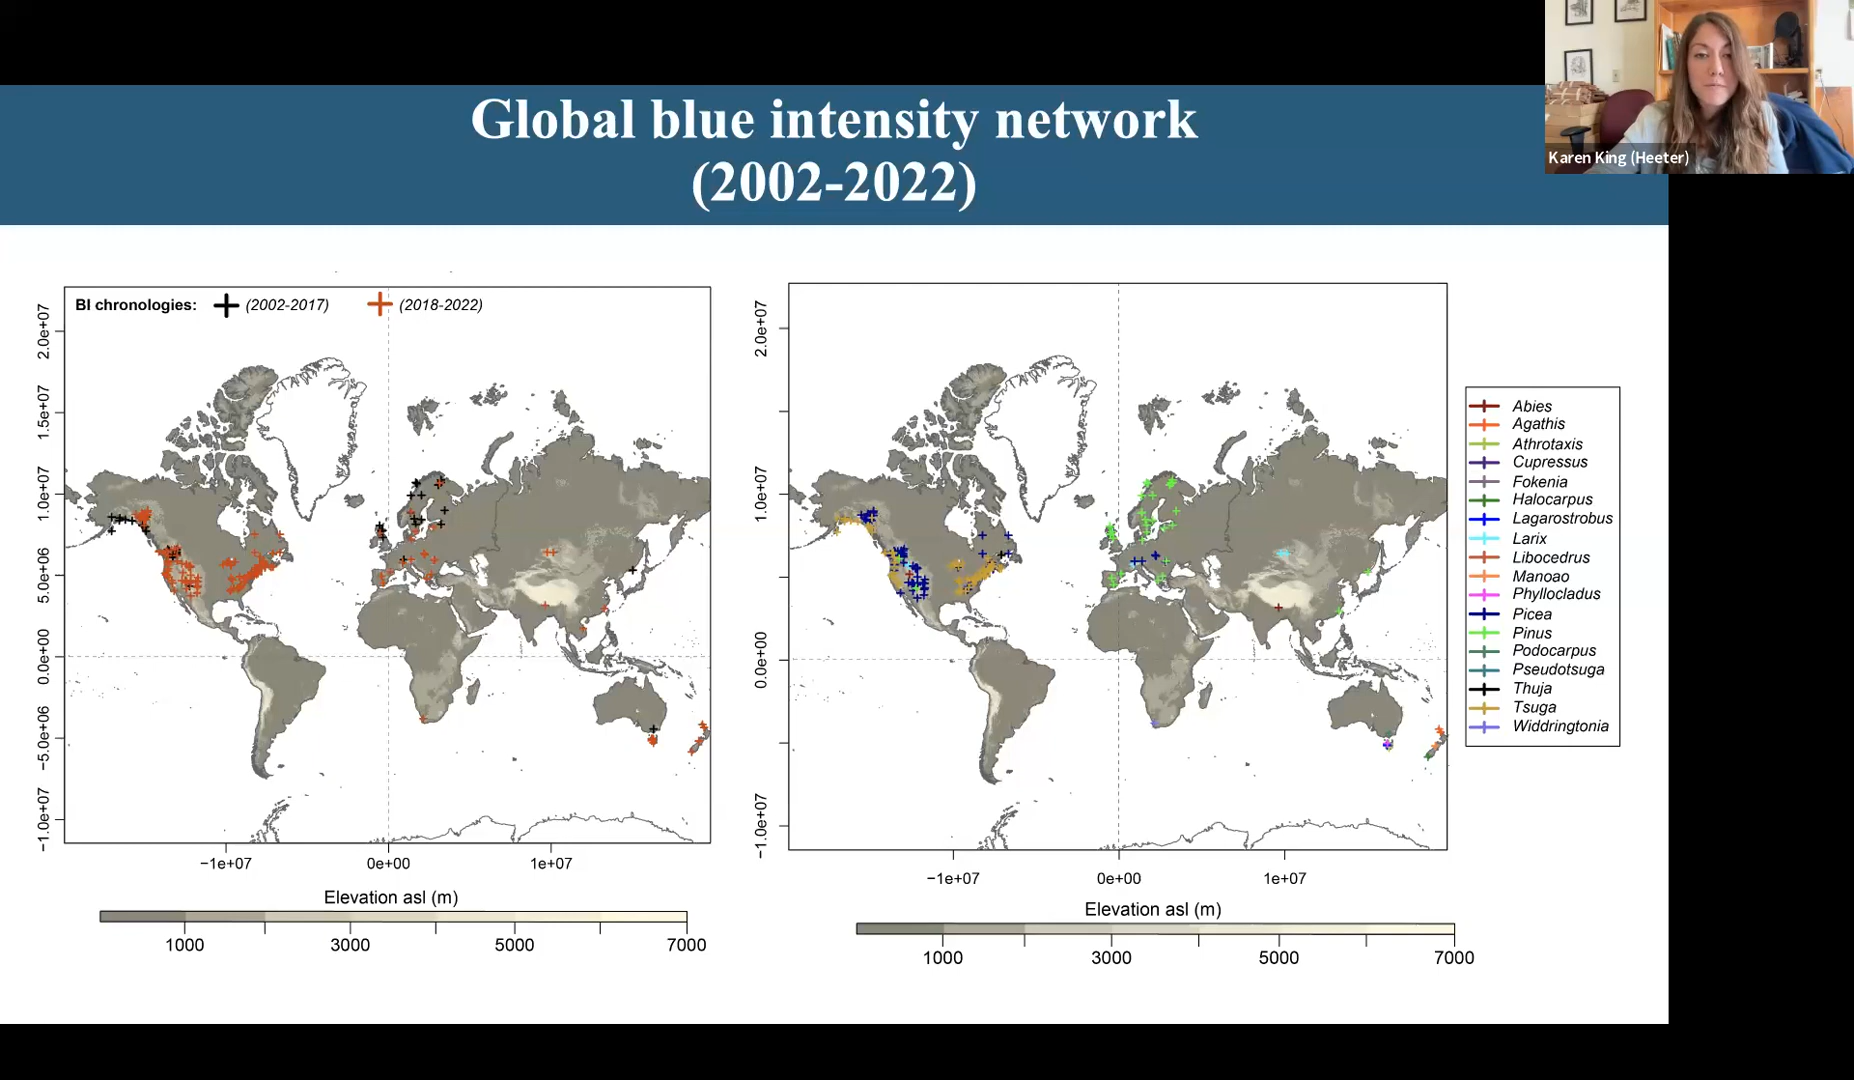 Karen King (Heeter)
Global blue intensity network
(2002-2022)
BI chronologies: (2002-2017) (2018-2022)
2.0e+07
1.5e+07
1.0e+07
5.0e+06
0.0e+00
−5.0e+06
−1.0e+07
−1e+07 0e+00 1e+07
Elevation asl (m)
1000 3000 5000 7000
2.0e+07
1.0e+07
0.0e+00
−1.0e+07
−1e+07 0e+00 1e+07
Elevation asl (m)
1000 3000 5000 7000
Abies
Agathis
Athrotaxis
Cupressus
Fokenia
Halocarpus
Lagarostrobus
Larix
Libocedrus
Manoao
Phyllocladus
Picea
Pinus
Podocarpus
Pseudotsuga
Thuja
Tsuga
Widdringtonia